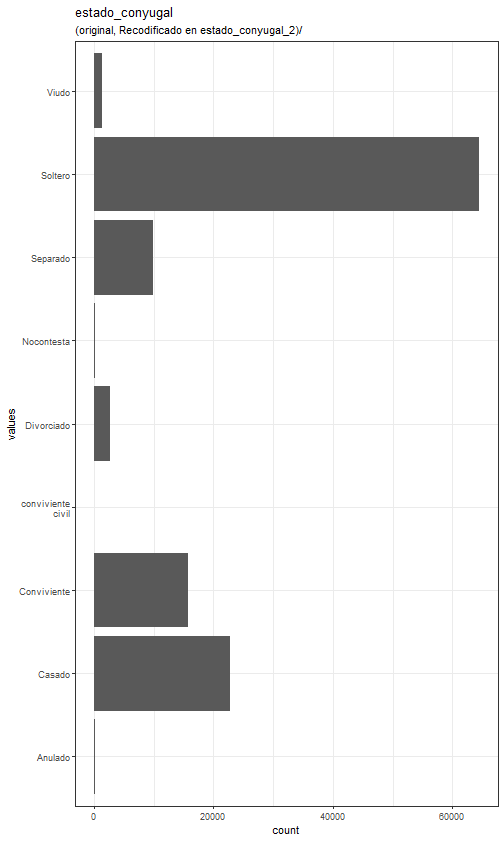 estado_conyugal
(original, Recodificado en estado_conyugal_2)/
Viudo
Soltero
Separado
Nocontesta
Divorciado
conviviente
civil
Conviviente
Casado
Anulado
values
0
20000
40000
60000
count